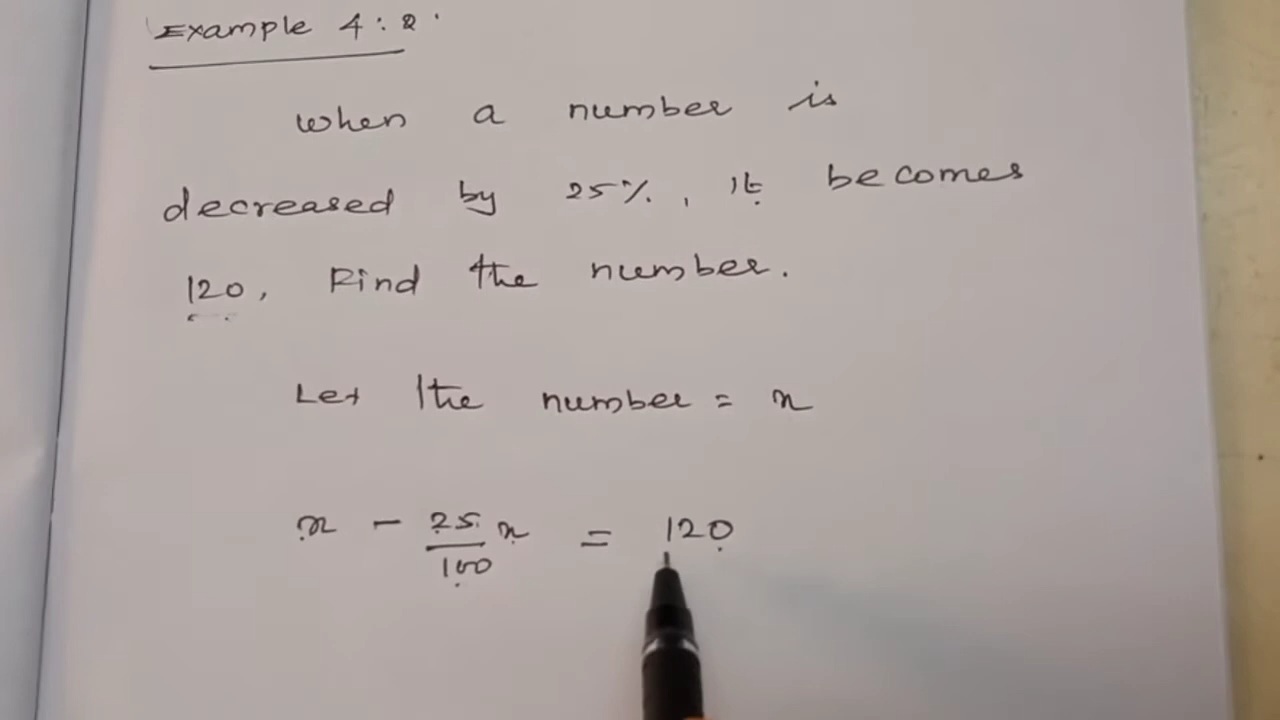 Example 4:2.
When a number is
decreased by 25%, it becomes
120, Find the number.
Let the number = x
x - 25/100 x = 120